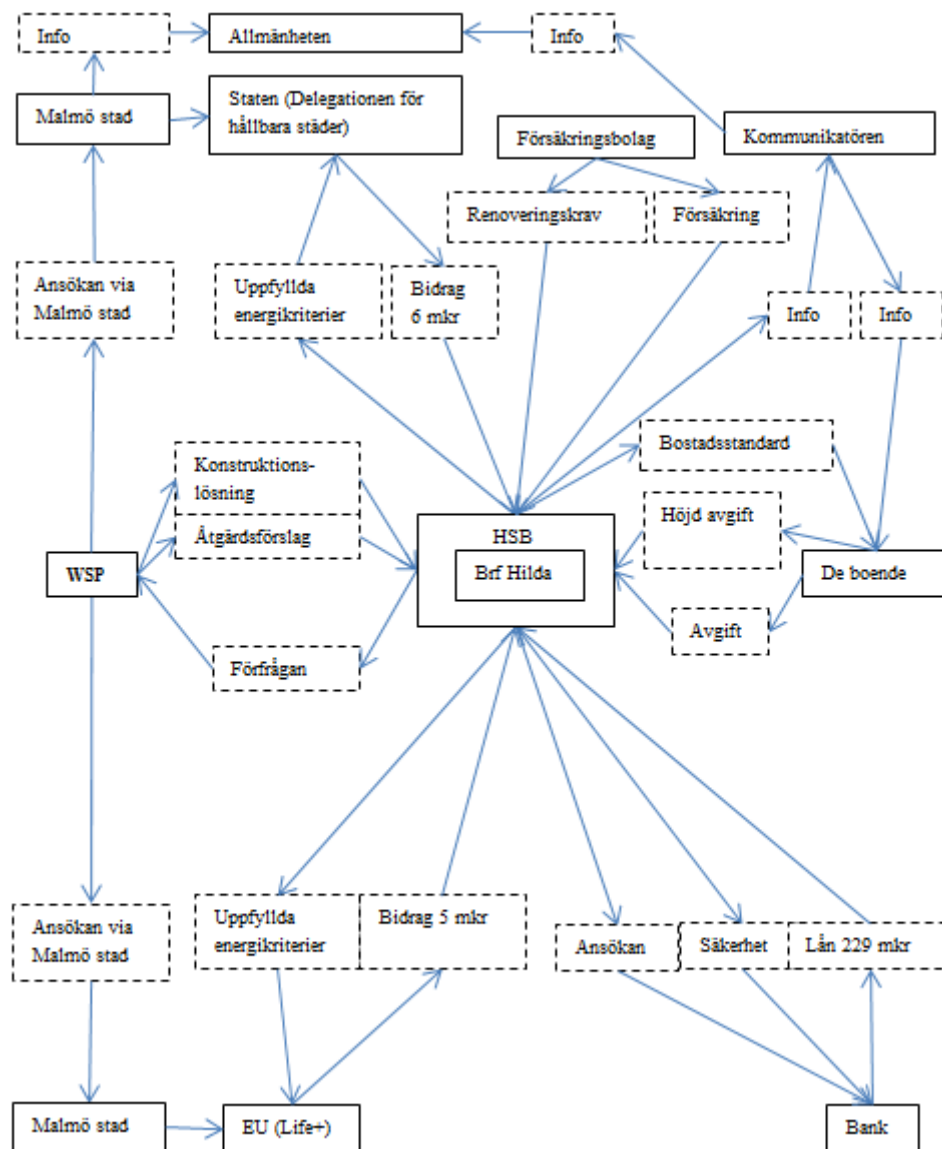 Info
Allmänheten
Info
Malmö stad
Staten (Delegationen för
hållbara städer)
Försäkringsbolag
Kommunikatören
Renoveringskrav
Försäkring
Ansökan via
Malmö stad
Uppfyllda
energikriterier
Bidrag
6 mkr
Info
Info
Konstruktions-
lösning
Åtgärdsförslag
Bostadsstandard
Höjd avgift
HSB
Brf Hilda
WSP
De boende
Avgift
Förfrågan
Ansökan via
Malmö stad
Uppfyllda
energikriterier
Bidrag 5 mkr
Ansökan
Säkerhet
Lån 229 mkr
Malmö stad
EU (Life+)
Bank